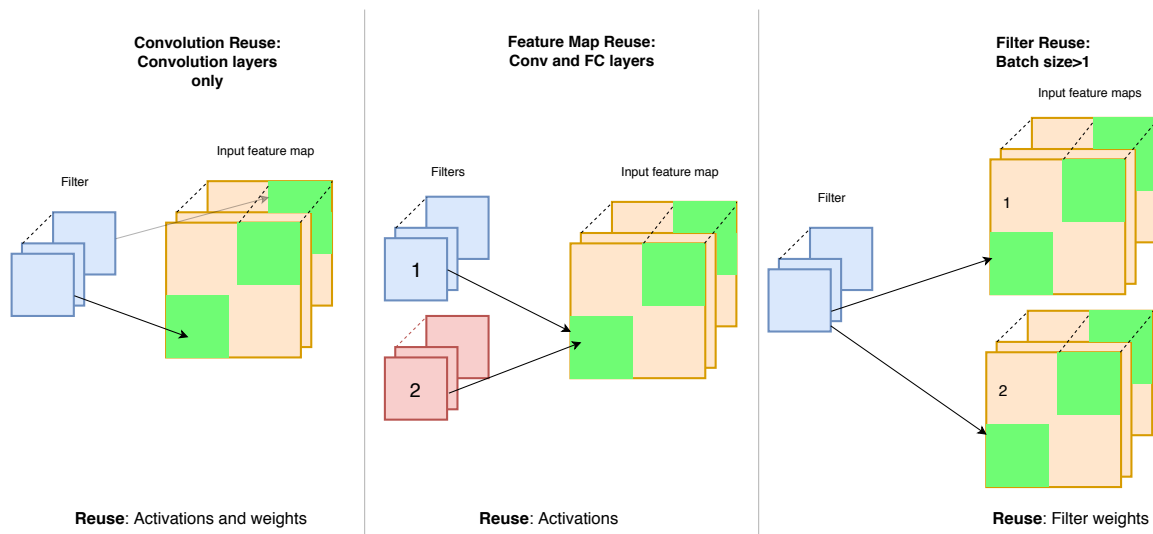 Convolution Reuse:
Convolution layers
only
Input feature map
Filter
Reuse: Activations and weights
Feature Map Reuse:
Conv and FC layers
Filters
Input feature map
1
2
Reuse: Activations
Filter Reuse:
Batch size>1
Input feature maps
Filter
1
2
Reuse: Filter weights